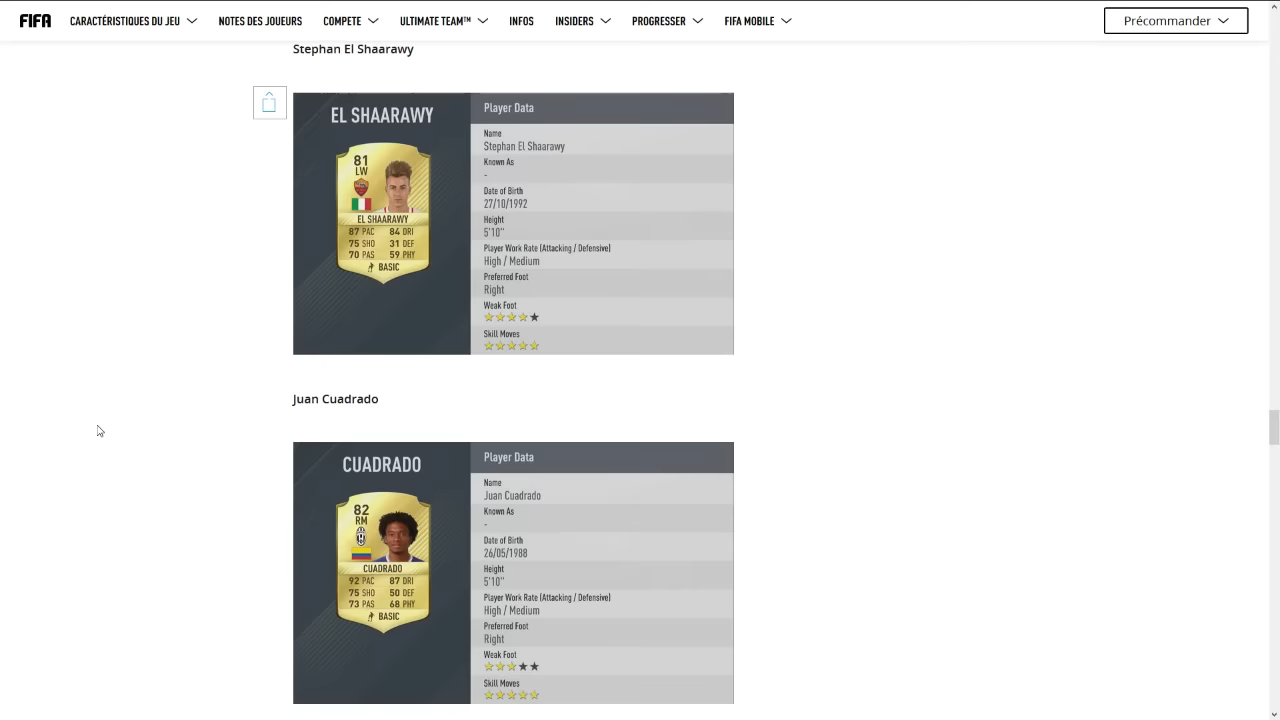 FIFA CARACTÉRISTIQUES DU JEU NOTES DES JOUEURS COMPETE ULTIMATE TEAM™ INFOS INSIDERS PROGRESSER FIFA MOBILE Précommander
Stephan El Shaarawy
EL SHAARAWY
81
LW
EL SHAARAWY
87 PAC 84 DRI
75 SHO 31 DEF
70 PAS 59 PHY
BASIC
Player Data
Name
Stephan El Shaarawy
Known As
-
Date of Birth
27/10/1992
Height
5'10"
Player Work Rate (Attacking / Defensive)
High / Medium
Preferred Foot
Right
Weak Foot
Skill Moves
Juan Cuadrado
CUADRADO
82
RM
CUADRADO
92 PAC 87 DRI
75 SHO 50 DEF
73 PAS 68 PHY
BASIC
Player Data
Name
Juan Cuadrado
Known As
-
Date of Birth
26/05/1988
Height
5'10"
Player Work Rate (Attacking / Defensive)
High / Medium
Preferred Foot
Right
Weak Foot
Skill Moves